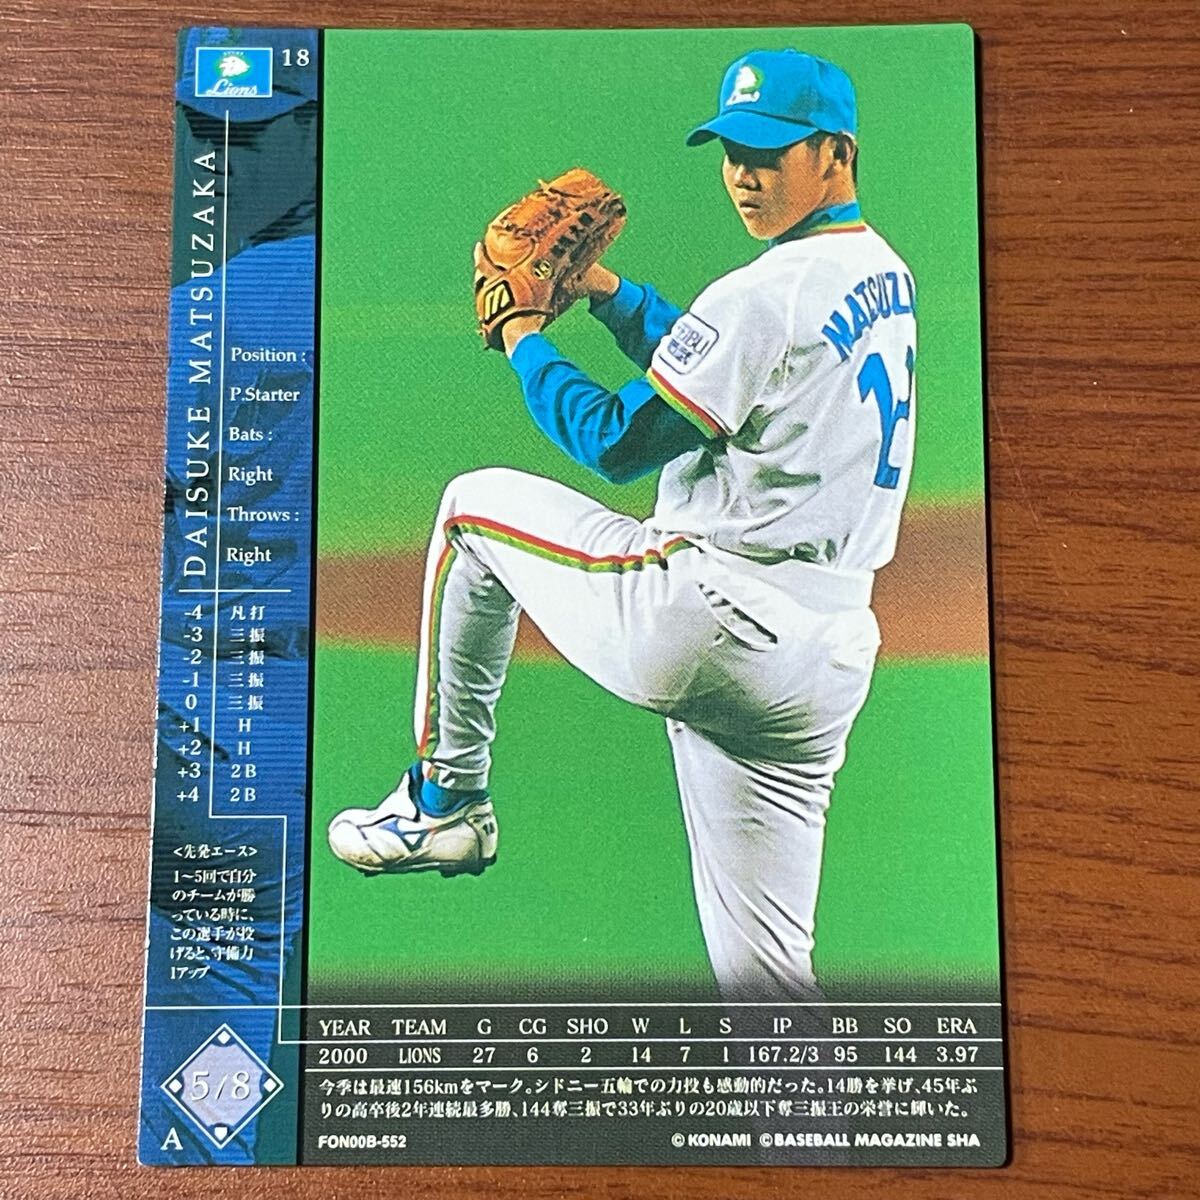 Lions
18
DAISUKE MATSUZAKA
Position :
P.Starter
Bats :
Right
Throws :
Right
-4 凡打
-3 三振
-2 三振
-1 三振
0 三振
+1 H
+2 H
+3 2B
+4 2B
<先発エース>
1〜5回で自分
のチームが勝
っている時に、
この選手が投
げると、守備力
1アップ
5/8
A
MATSUZA
YEAR TEAM G CG SHO W L S IP BB SO ERA
2000 LIONS 27 6 2 14 7 1 167.2/3 95 144 3.97
今季は最速156kmをマーク。シドニー五輪での力投も感動的だった。14勝を挙げ、45年ぶ
りの高卒後2年連続最多勝、144奪三振で33年ぶりの20歳以下奪三振王の栄誉に輝いた。
FON00B-552
©KONAMI ©BASEBALL MAGAZINE SHA